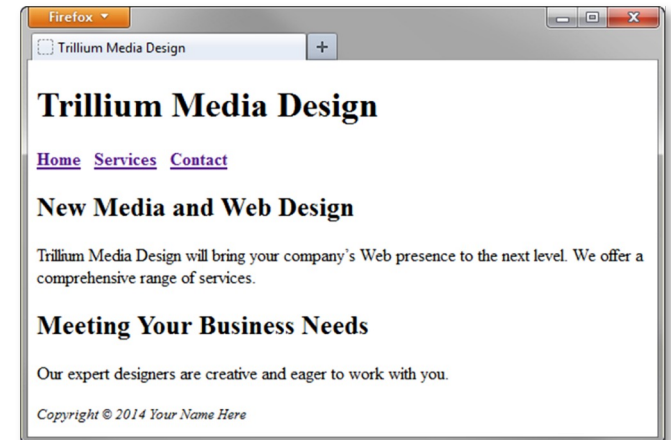 Firefox
Trillium Media Design
Trillium Media Design
Home Services Contact
New Media and Web Design
Trillium Media Design will bring your company's Web presence to the next level. We offer a
comprehensive range of services.
Meeting Your Business Needs
Our expert designers are creative and eager to work with you.
Copyright © 2014 Your Name Here